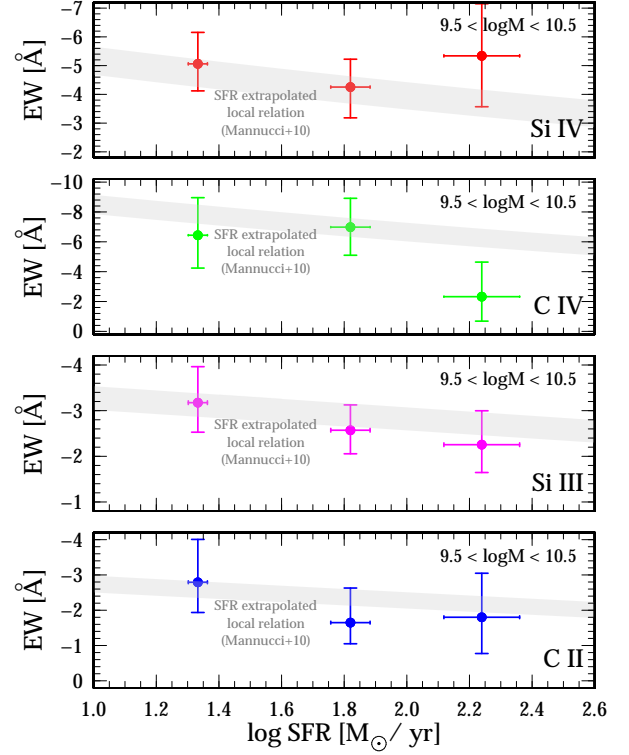 −7
−6
−5
−4
−3
−2
EW [Å]
9.5 < logM < 10.5
SFR extrapolated
local relation
(Mannucci+10)
Si IV
−10
−8
−6
−4
−2
0
EW [Å]
9.5 < logM < 10.5
SFR extrapolated
local relation
(Mannucci+10)
C IV
−4
−3
−2
−1
EW [Å]
9.5 < logM < 10.5
SFR extrapolated
local relation
(Mannucci+10)
Si III
−4
−3
−2
−1
0
EW [Å]
9.5 < logM < 10.5
SFR extrapolated
local relation
(Mannucci+10)
C II
1.0 1.2 1.4 1.6 1.8 2.0 2.2 2.4 2.6
log SFR [M⊙/ yr]